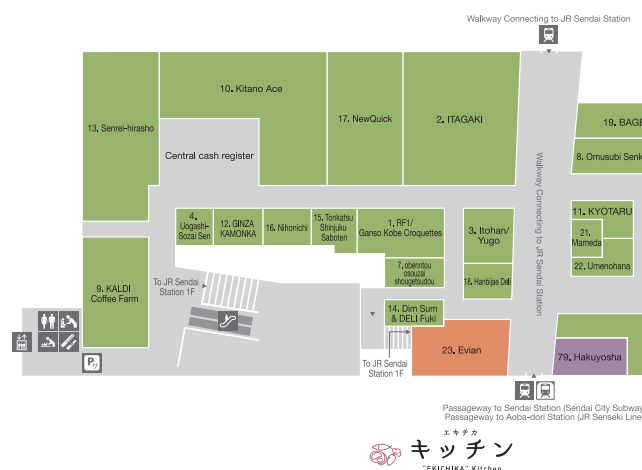 Walkway Connecting to JR Sendai Station
10. Kitano Ace
17. NewQuick
2. ITAGAKI
13. Senrei-hirasho
Central cash register
19. BAGE
8. Omusubi Senk
Walkway Connecting to JR Sendai Station
4.
Uogashi-
Sozai Sen
12. GINZA
KAMONKA
16. Nihonichi
15. Tonkatsu
Shinjuku
Saboten
1. RF1/
Ganso Kobe Croquettes
3. Itohan/
Yugo
11. KYOTARU
21.
Mameda
22. Umenohana
7. obenntou
osouzai
shougetsudou
18. Hanbijae Deli
9. KALDI
Coffee Farm
To JR Sendai
Station 1F
14. Dim Sum
& DELI Fuki
To JR Sendai
Station 1F
23. Evian
79. Hakuyosha
P
Passageway to Sendai Station (Sendai City Subway
Passageway to Aoba-dori Station (JR Senseki Line
エキチカ
キッチン
"EKICHIKA" Kitchen